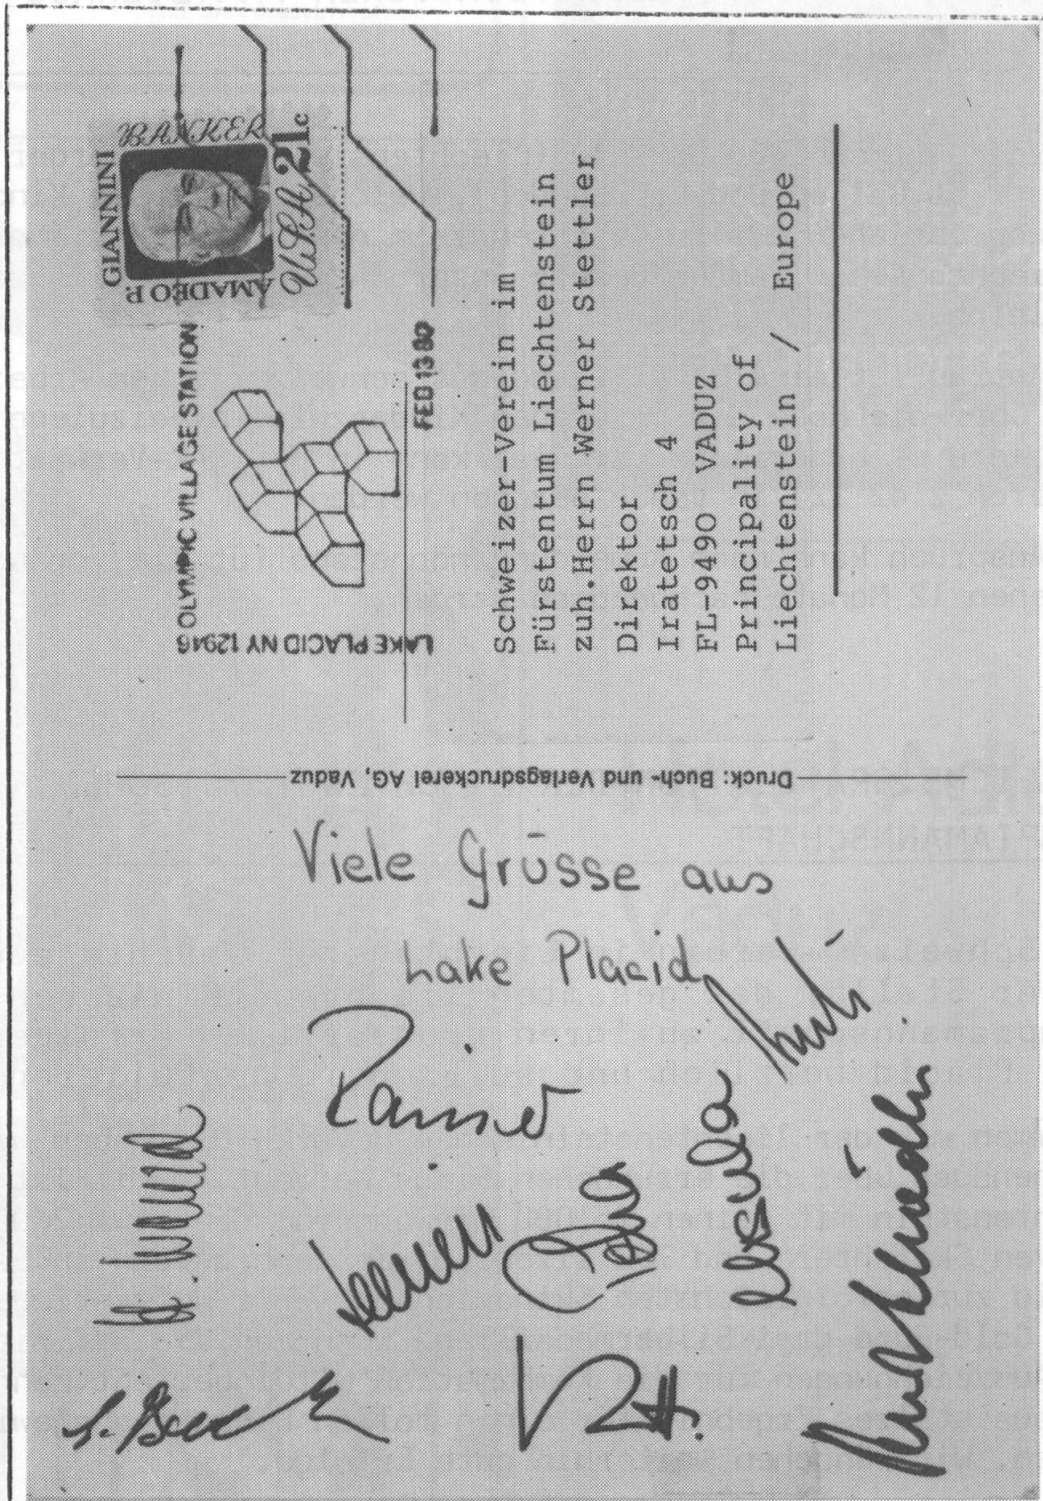 AMADEO P.
GIANNINI
BANKER
U.S.A. 21c
OLYMPIC VILLAGE STATION
LAKE PLACID NY 12946
FEB 13 80
Schweizer-Verein im
Fürstentum Liechtenstein
zuh.Herrn Werner Stettler
Direktor
Iratetsch 4
FL-9490 VADUZ
Principality of
Liechtenstein / Europe
Druck: Buch- und Verlagsdruckerei AG, Vaduz
Viele Grüsse aus
Lake Placid
Rainer
Petra
Ursula